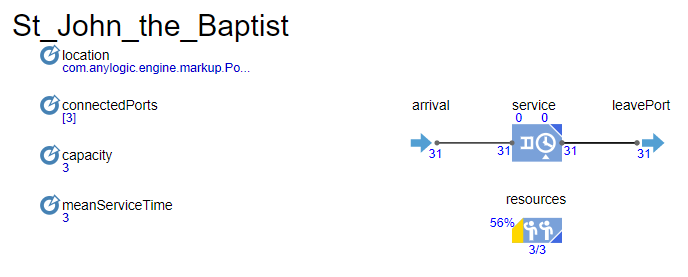 St_John_the_Baptist
location
com.anylogic.engine.markup.Po...
connectedPorts
[3]
capacity
3
meanServiceTime
3
arrival
service
leavePort
0 0
31
31
31
31
resources
56%
3/3